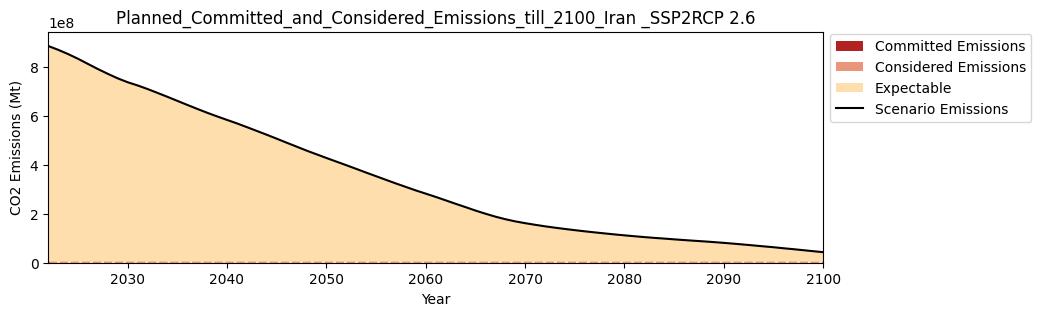 Planned_Committed_and_Considered_Emissions_till_2100_Iran _SSP2RCP 2.6
1e8
8
6
4
2
0
CO2 Emissions (Mt)
2030 2040 2050 2060 2070 2080 2090 2100
Year
Committed Emissions
Considered Emissions
Expectable
Scenario Emissions